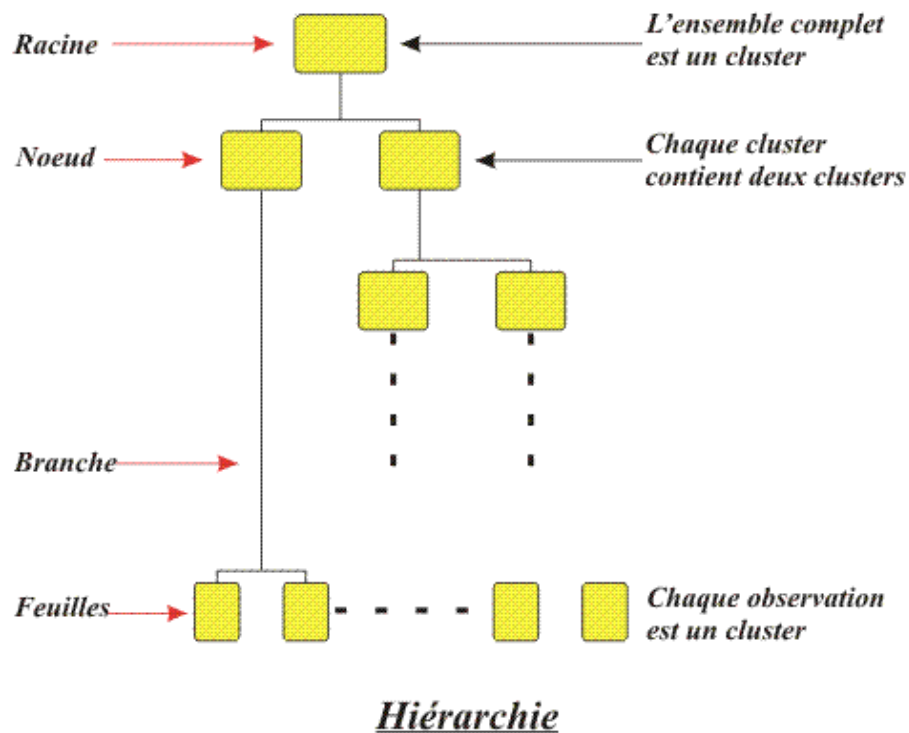 Racine
L'ensemble complet
est un cluster
Noeud
Chaque cluster
contient deux clusters
Branche
Feuilles
Chaque observation
est un cluster
Hiérarchie